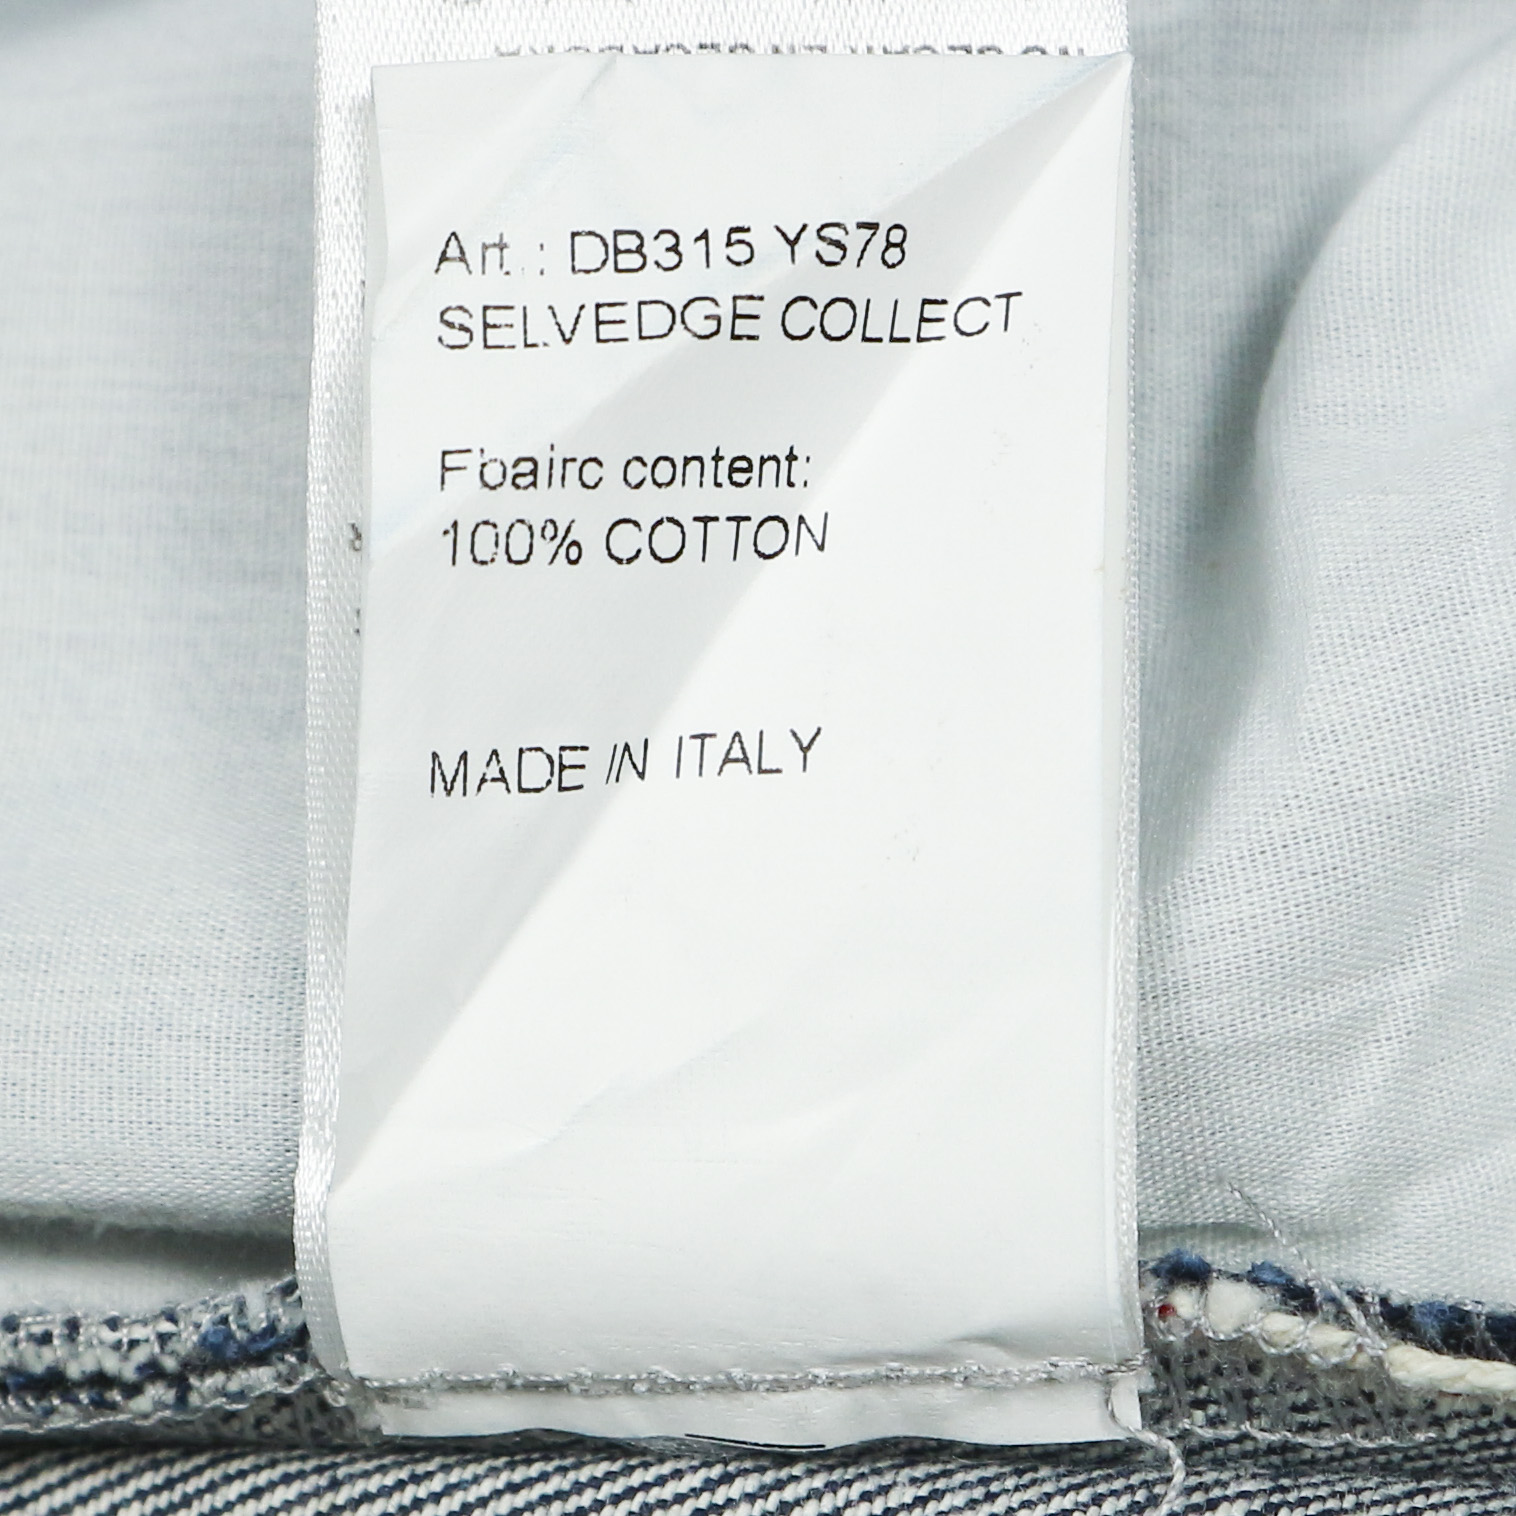 Art.: DB315 YS78
SELVEDGE COLLECT
Fbairc content:
100% COTTON
MADE IN ITALY